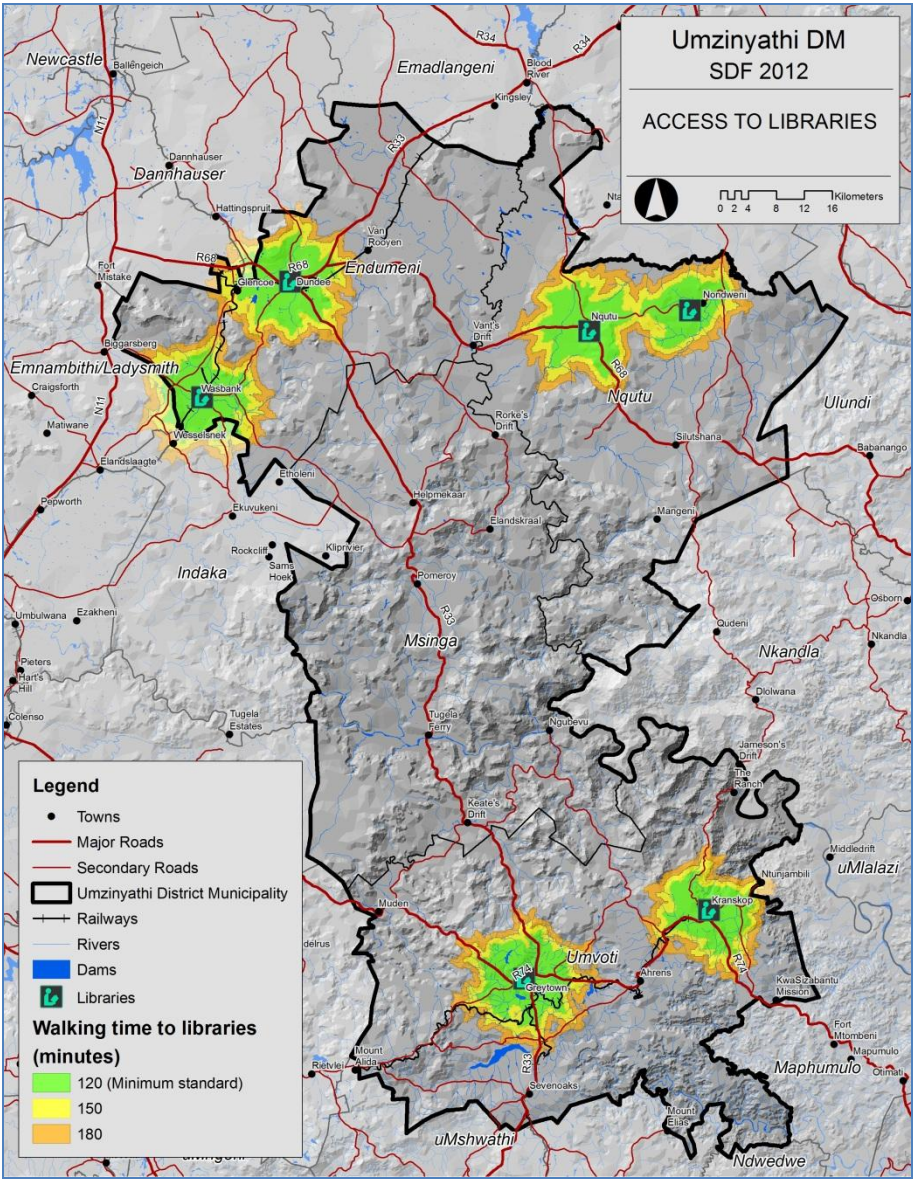 Umzinyathi DM
SDF 2012
ACCESS TO LIBRARIES
Kilometers
0 2 4 8 12 16
Newcastle
Ballengeich
Emadlangeni
R34
R34
Blood
River
Kingsley
N11
R33
Dannhauser
Dannhauser
Hattingspruit
Nta
Van
Rooyen
R68
R68
Endumeni
Glencoe
Dundee
Fort
Mistake
Nondweni
Nqutu
Vant's
Drift
Biggarsberg
Emnambithi/Ladysmith
R68
Craigsforth
Wasbank
Nqutu
Ulundi
N11
Matiwane
Rorke's
Drift
Wesselsnek
Silutshana
Babanango
Elandslaagte
Etholeni
Pepworth
Ekuvukeni
Helpmekaar
Mangeni
Elandskraal
Rockcliff
Kliprivier
Sams
Hoek
Indaka
Pomeroy
Osborn
Umbulwana
Ezakheni
R33
Msinga
Qudeni
Nkandla
Nkandla
Pieters
Hart's
Hill
Dlolwana
Colenso
Tugela
Estates
Tugela
Ferry
Ngubevu
Jameson's
Drift
The
Ranch
Keate's
Drift
Middledrift
uMlalazi
Ntunjambili
Kranskop
Muden
delrus
Umvoti
R74
R74
Greytown
Ahrens
KwaSizabantu
Mission
Fort
Mtombeni
Mapumulo
Maphumulo
Otimati
Mount
Alida
Rietvlei
R33
Sevenoaks
Mount
Elias
uMshwathi
Ndwedwe
Legend
Towns
Major Roads
Secondary Roads
Umzinyathi District Municipality
Railways
Rivers
Dams
Libraries
Walking time to libraries
(minutes)
120 (Minimum standard)
150
180